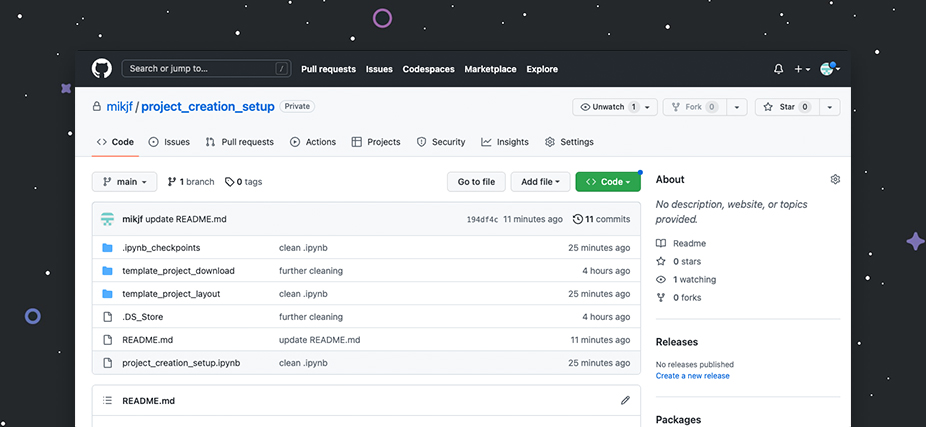 Search or jump to... / Pull requests Issues Codespaces Marketplace Explore
mikjf / project_creation_setup Private Unwatch 1 Fork 0 Star 0
Code Issues Pull requests Actions Projects Security Insights Settings
main 1 branch 0 tags Go to file Add file Code
mikjf update README.md 194df4c 11 minutes ago 11 commits
.ipynb_checkpoints clean .ipynb 25 minutes ago
template_project_download further cleaning 4 hours ago
template_project_layout clean .ipynb 25 minutes ago
.DS_Store further cleaning 4 hours ago
README.md update README.md 11 minutes ago
project_creation_setup.ipynb clean .ipynb 25 minutes ago
README.md
About
No description, website, or topics
provided.
Readme
0 stars
1 watching
0 forks
Releases
No releases published
Create a new release
Packages